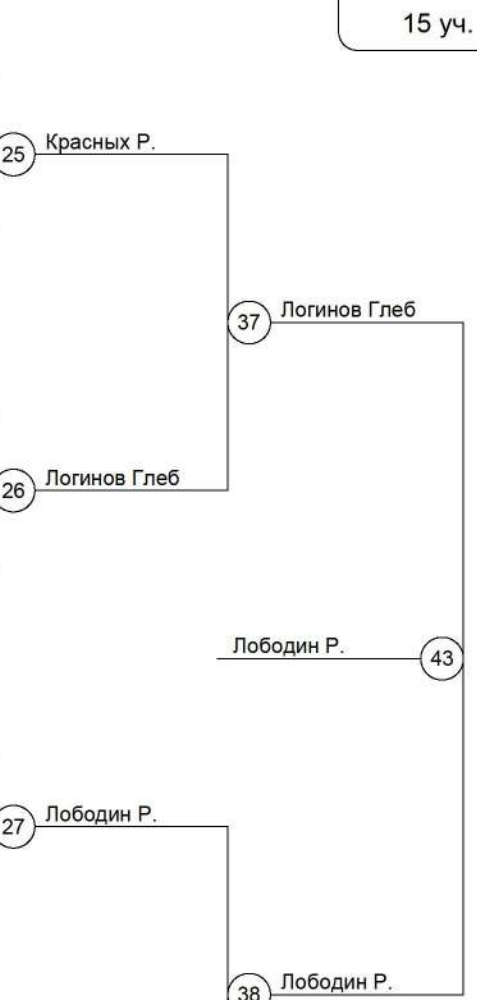 15 уч.
25 Красных Р.
37 Логинов Глеб
26 Логинов Глеб
Лободин Р. 43
27 Лободин Р.
38 Лободин Р.